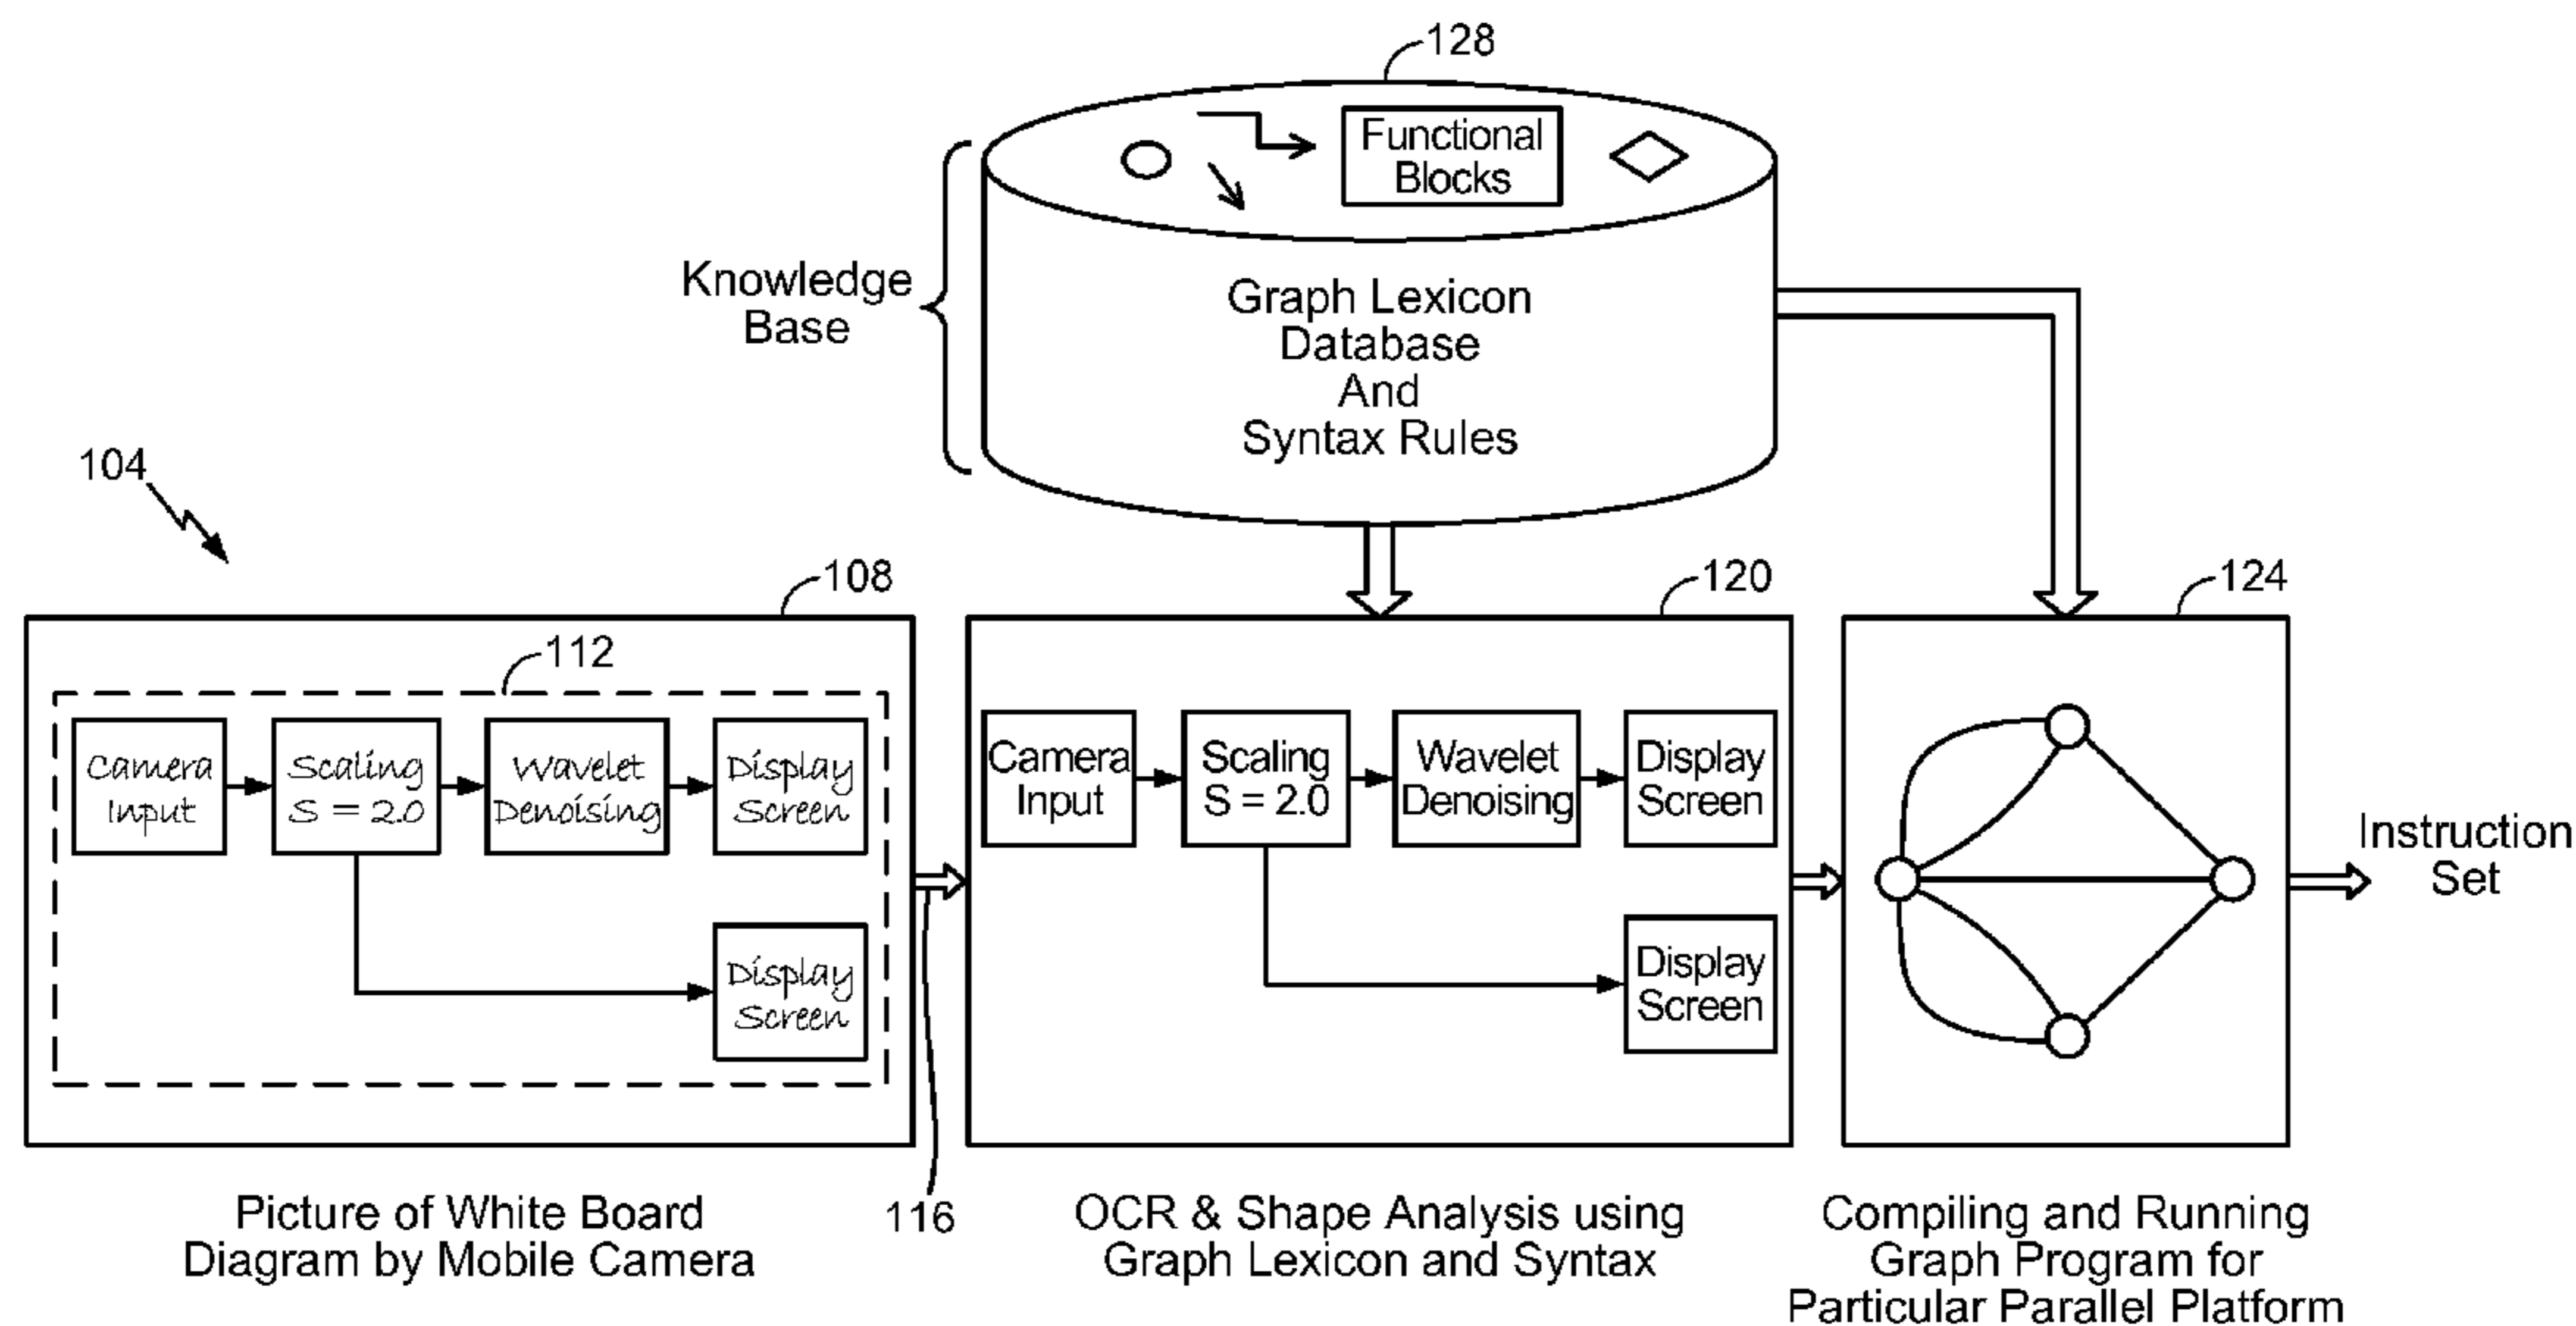 128
Functional
Blocks
Knowledge
Base
Graph Lexicon
Database
And
Syntax Rules
104
108
112
Camera
Input
Scaling
S = 2.0
Wavelet
Denoising
Display
Screen
Display
Screen
116
120
Camera
Input
Scaling
S = 2.0
Wavelet
Denoising
Display
Screen
Display
Screen
124
Instruction
Set
Picture of White Board
Diagram by Mobile Camera
OCR & Shape Analysis using
Graph Lexicon and Syntax
Compiling and Running
Graph Program for
Particular Parallel Platform